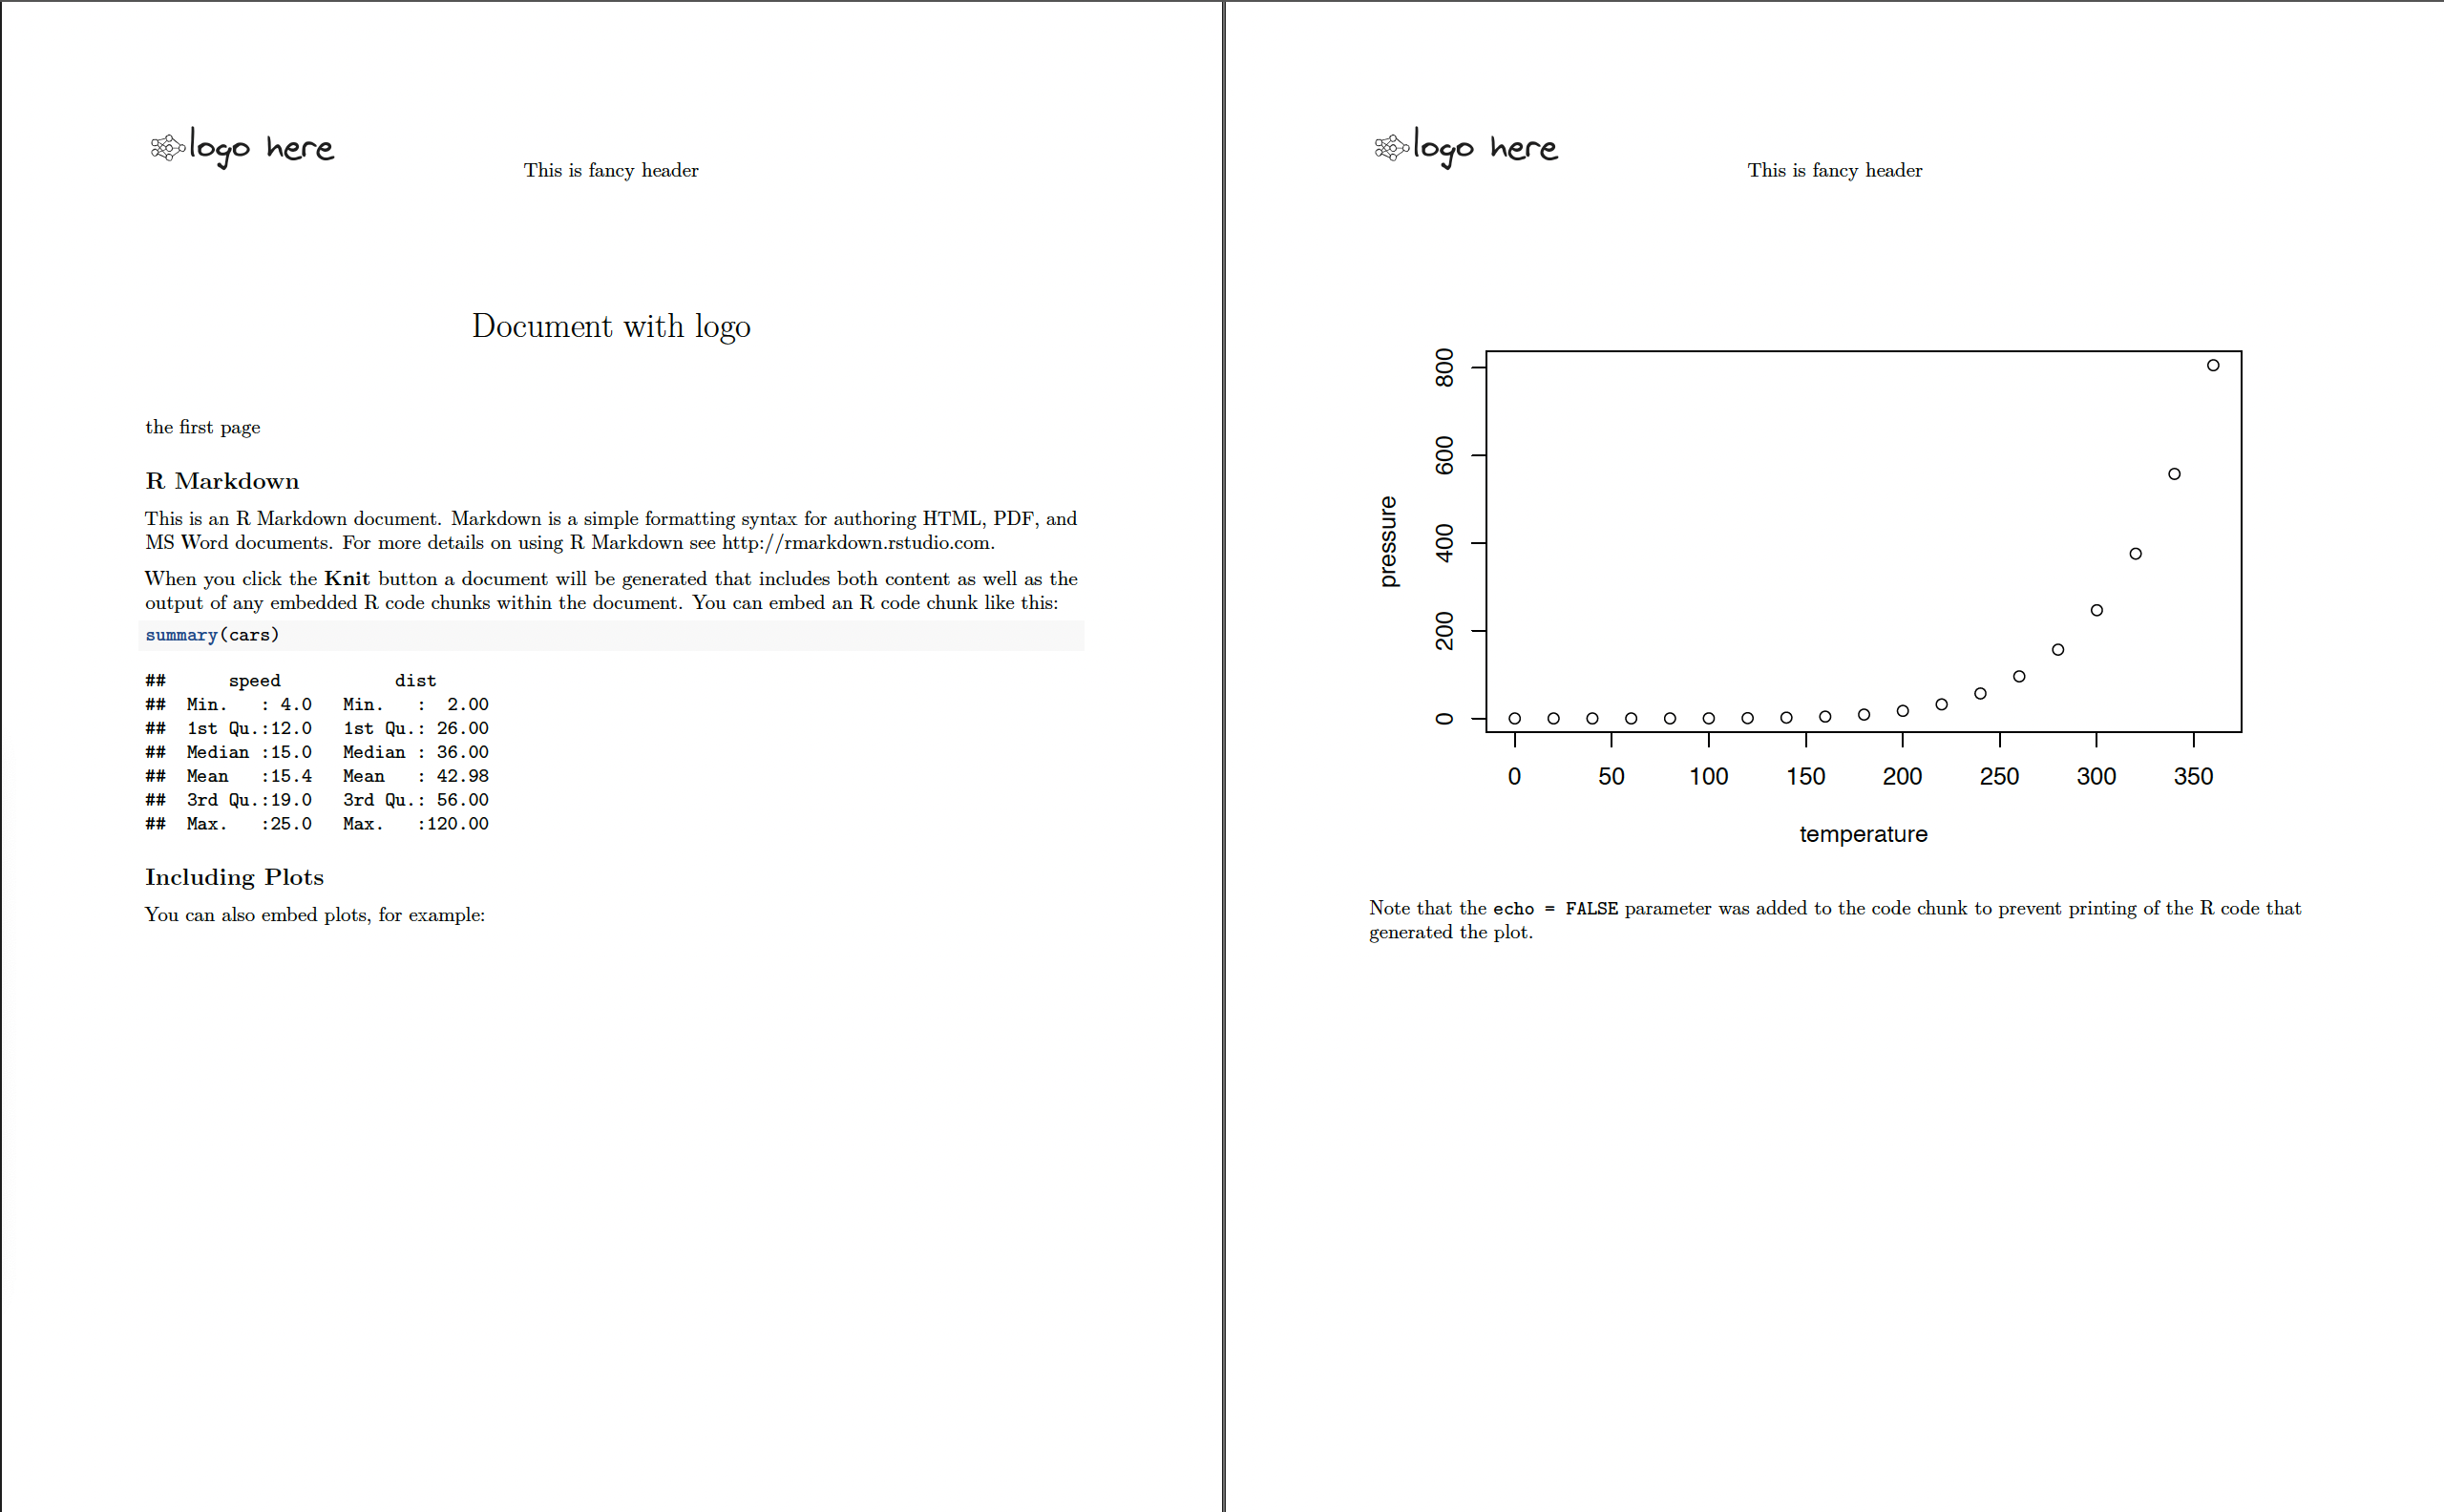 logo here
This is fancy header
Document with logo
the first page
R Markdown
This is an R Markdown document. Markdown is a simple formatting syntax for authoring HTML, PDF, and
MS Word documents. For more details on using R Markdown see http://rmarkdown.rstudio.com.
When you click the Knit button a document will be generated that includes both content as well as the
output of any embedded R code chunks within the document. You can embed an R code chunk like this:
summary(cars)
##      speed           dist
##  Min.   : 4.0   Min.   :  2.00
##  1st Qu.:12.0   1st Qu.: 26.00
##  Median :15.0   Median : 36.00
##  Mean   :15.4   Mean   : 42.98
##  3rd Qu.:19.0   3rd Qu.: 56.00
##  Max.   :25.0   Max.   :120.00
Including Plots
You can also embed plots, for example:
logo here
This is fancy header
800
600
400
200
0
pressure
0 50 100 150 200 250 300 350
temperature
Note that the echo = FALSE parameter was added to the code chunk to prevent printing of the R code that
generated the plot.